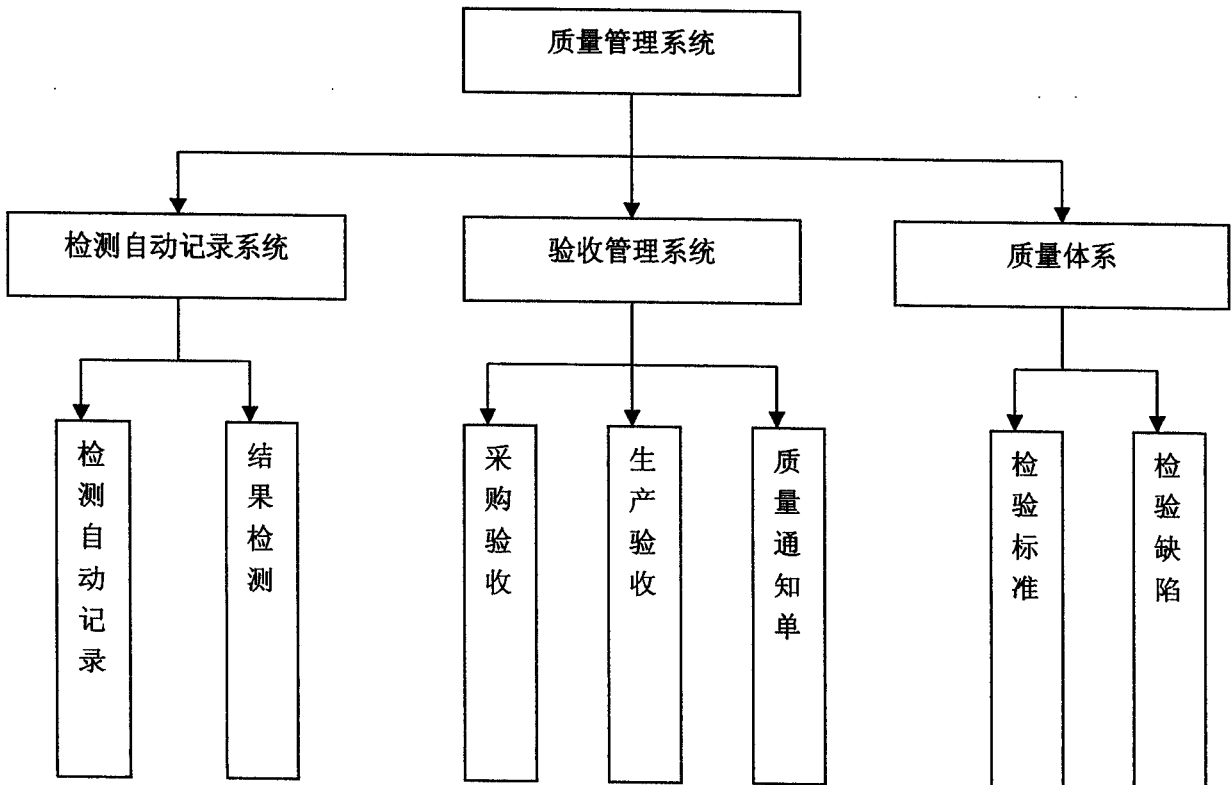 质量管理系统
检测自动记录系统
验收管理系统
质量体系
检测自动记录
结果检测
采购验收
生产验收
质量通知单
检验标准
检验缺陷